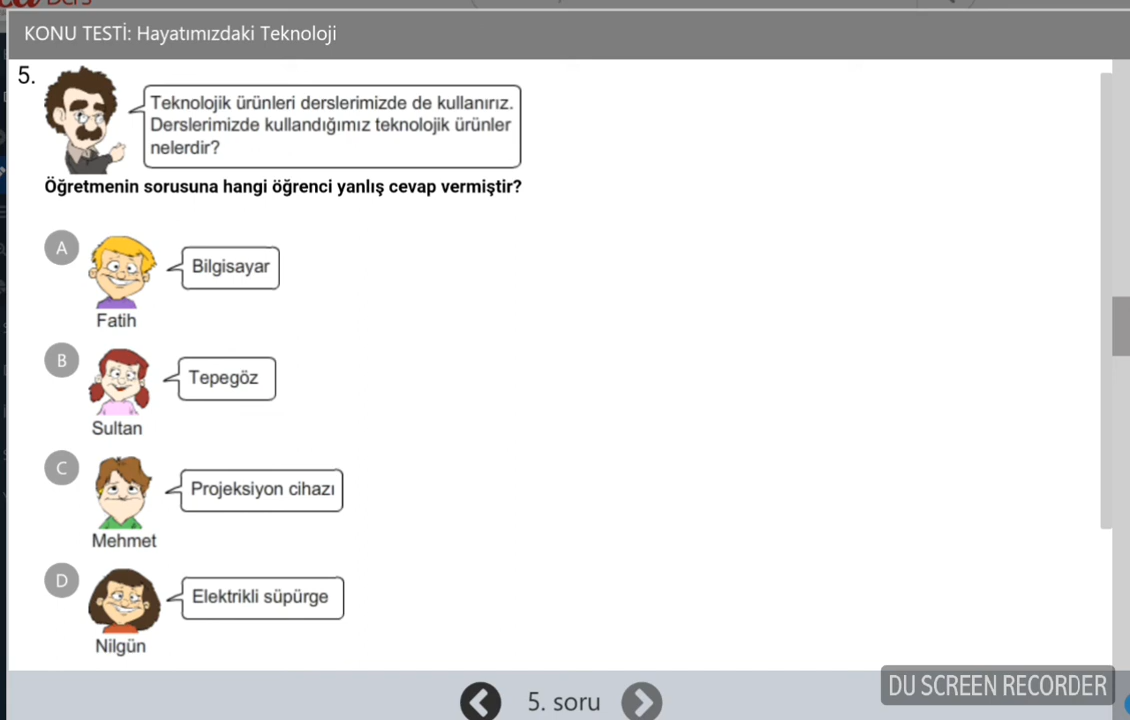 Ders
KONU TESTİ: Hayatımızdaki Teknoloji
5.
Teknolojik ürünleri derslerimizde de kullanırız.
Derslerimizde kullandığımız teknolojik ürünler
nelerdir?
Öğretmenin sorusuna hangi öğrenci yanlış cevap vermiştir?
A
Bilgisayar
Fatih
B
Tepegöz
Sultan
C
Projeksiyon cihazı
Mehmet
D
Elektrikli süpürge
Nilgün
5. soru
DU SCREEN RECORDER